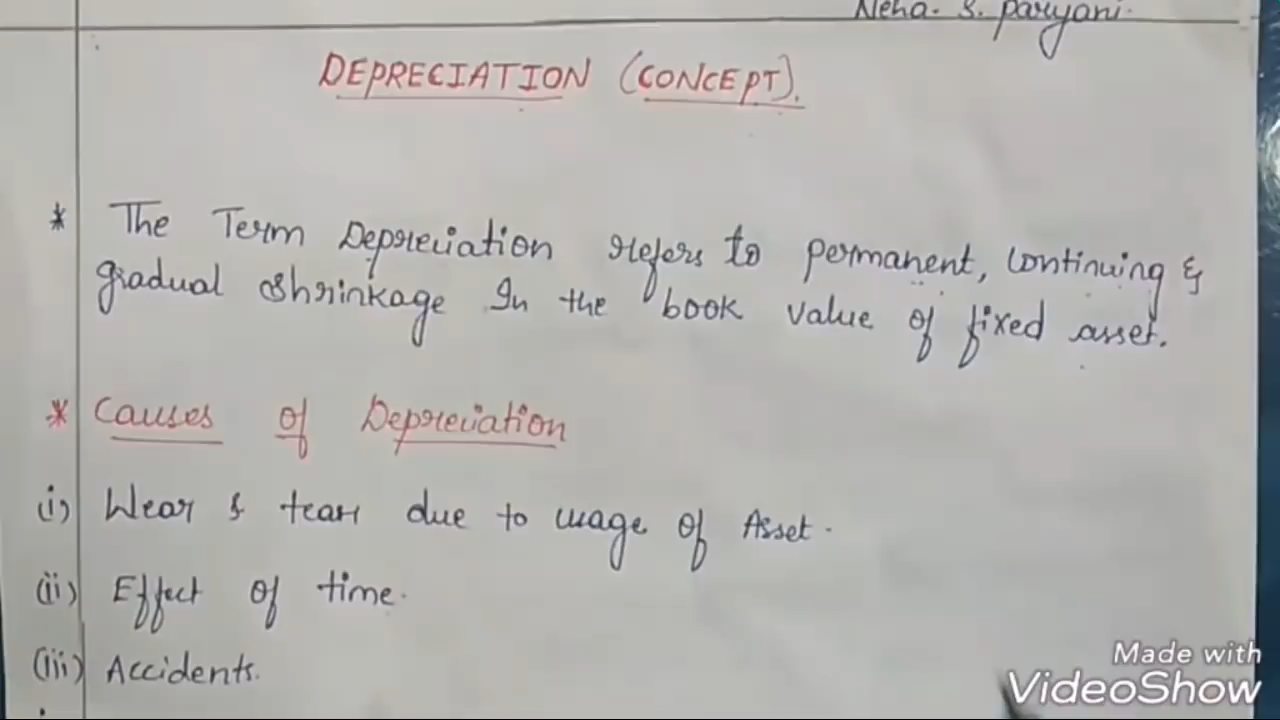 Neha. S. Paryani.
DEPRECIATION (CONCEPT).
* The Term Depreciation refers to permanent, continuing &
gradual shrinkage In the book value of fixed asset.
* Causes of Depreciation
(i) Wear & tear due to usage of Asset.
(ii) Effect of time.
(iii) Accidents.
Made with
VideoShow